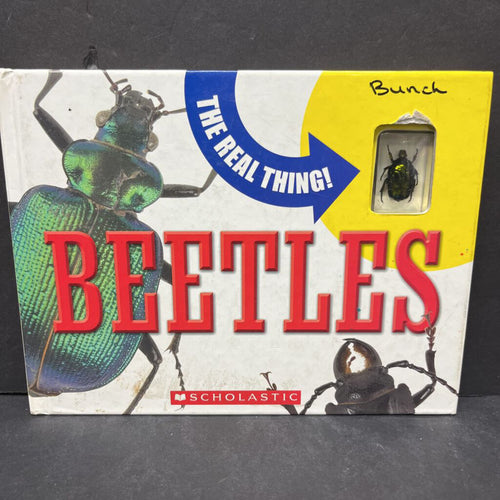 Bunch
THE REAL THING!
BEETLES
SCHOLASTIC